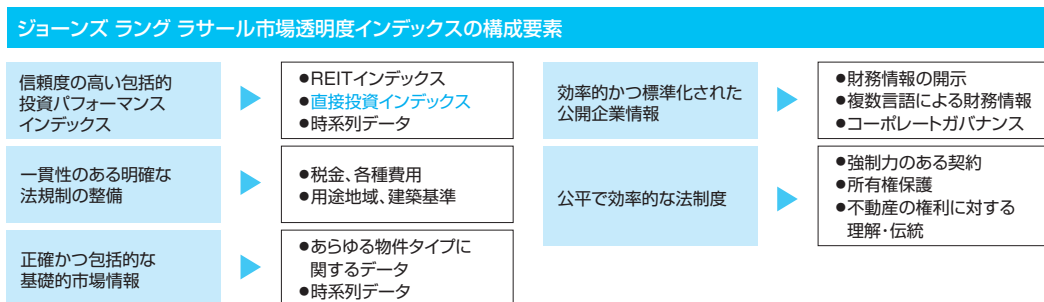 ジョーンズ ラング ラサール市場透明度インデックスの構成要素
信頼度の高い包括的
投資パフォーマンス
インデックス
●REITインデックス
●直接投資インデックス
●時系列データ
一貫性のある明確な
法規制の整備
●税金、各種費用
●用途地域、建築基準
正確かつ包括的な
基礎的市場情報
●あらゆる物件タイプに
関するデータ
●時系列データ
効率的かつ標準化された
公開企業情報
●財務情報の開示
●複数言語による財務情報
●コーポレートガバナンス
公平で効率的な法制度
●強制力のある契約
●所有権保護
●不動産の権利に対する
理解・伝統